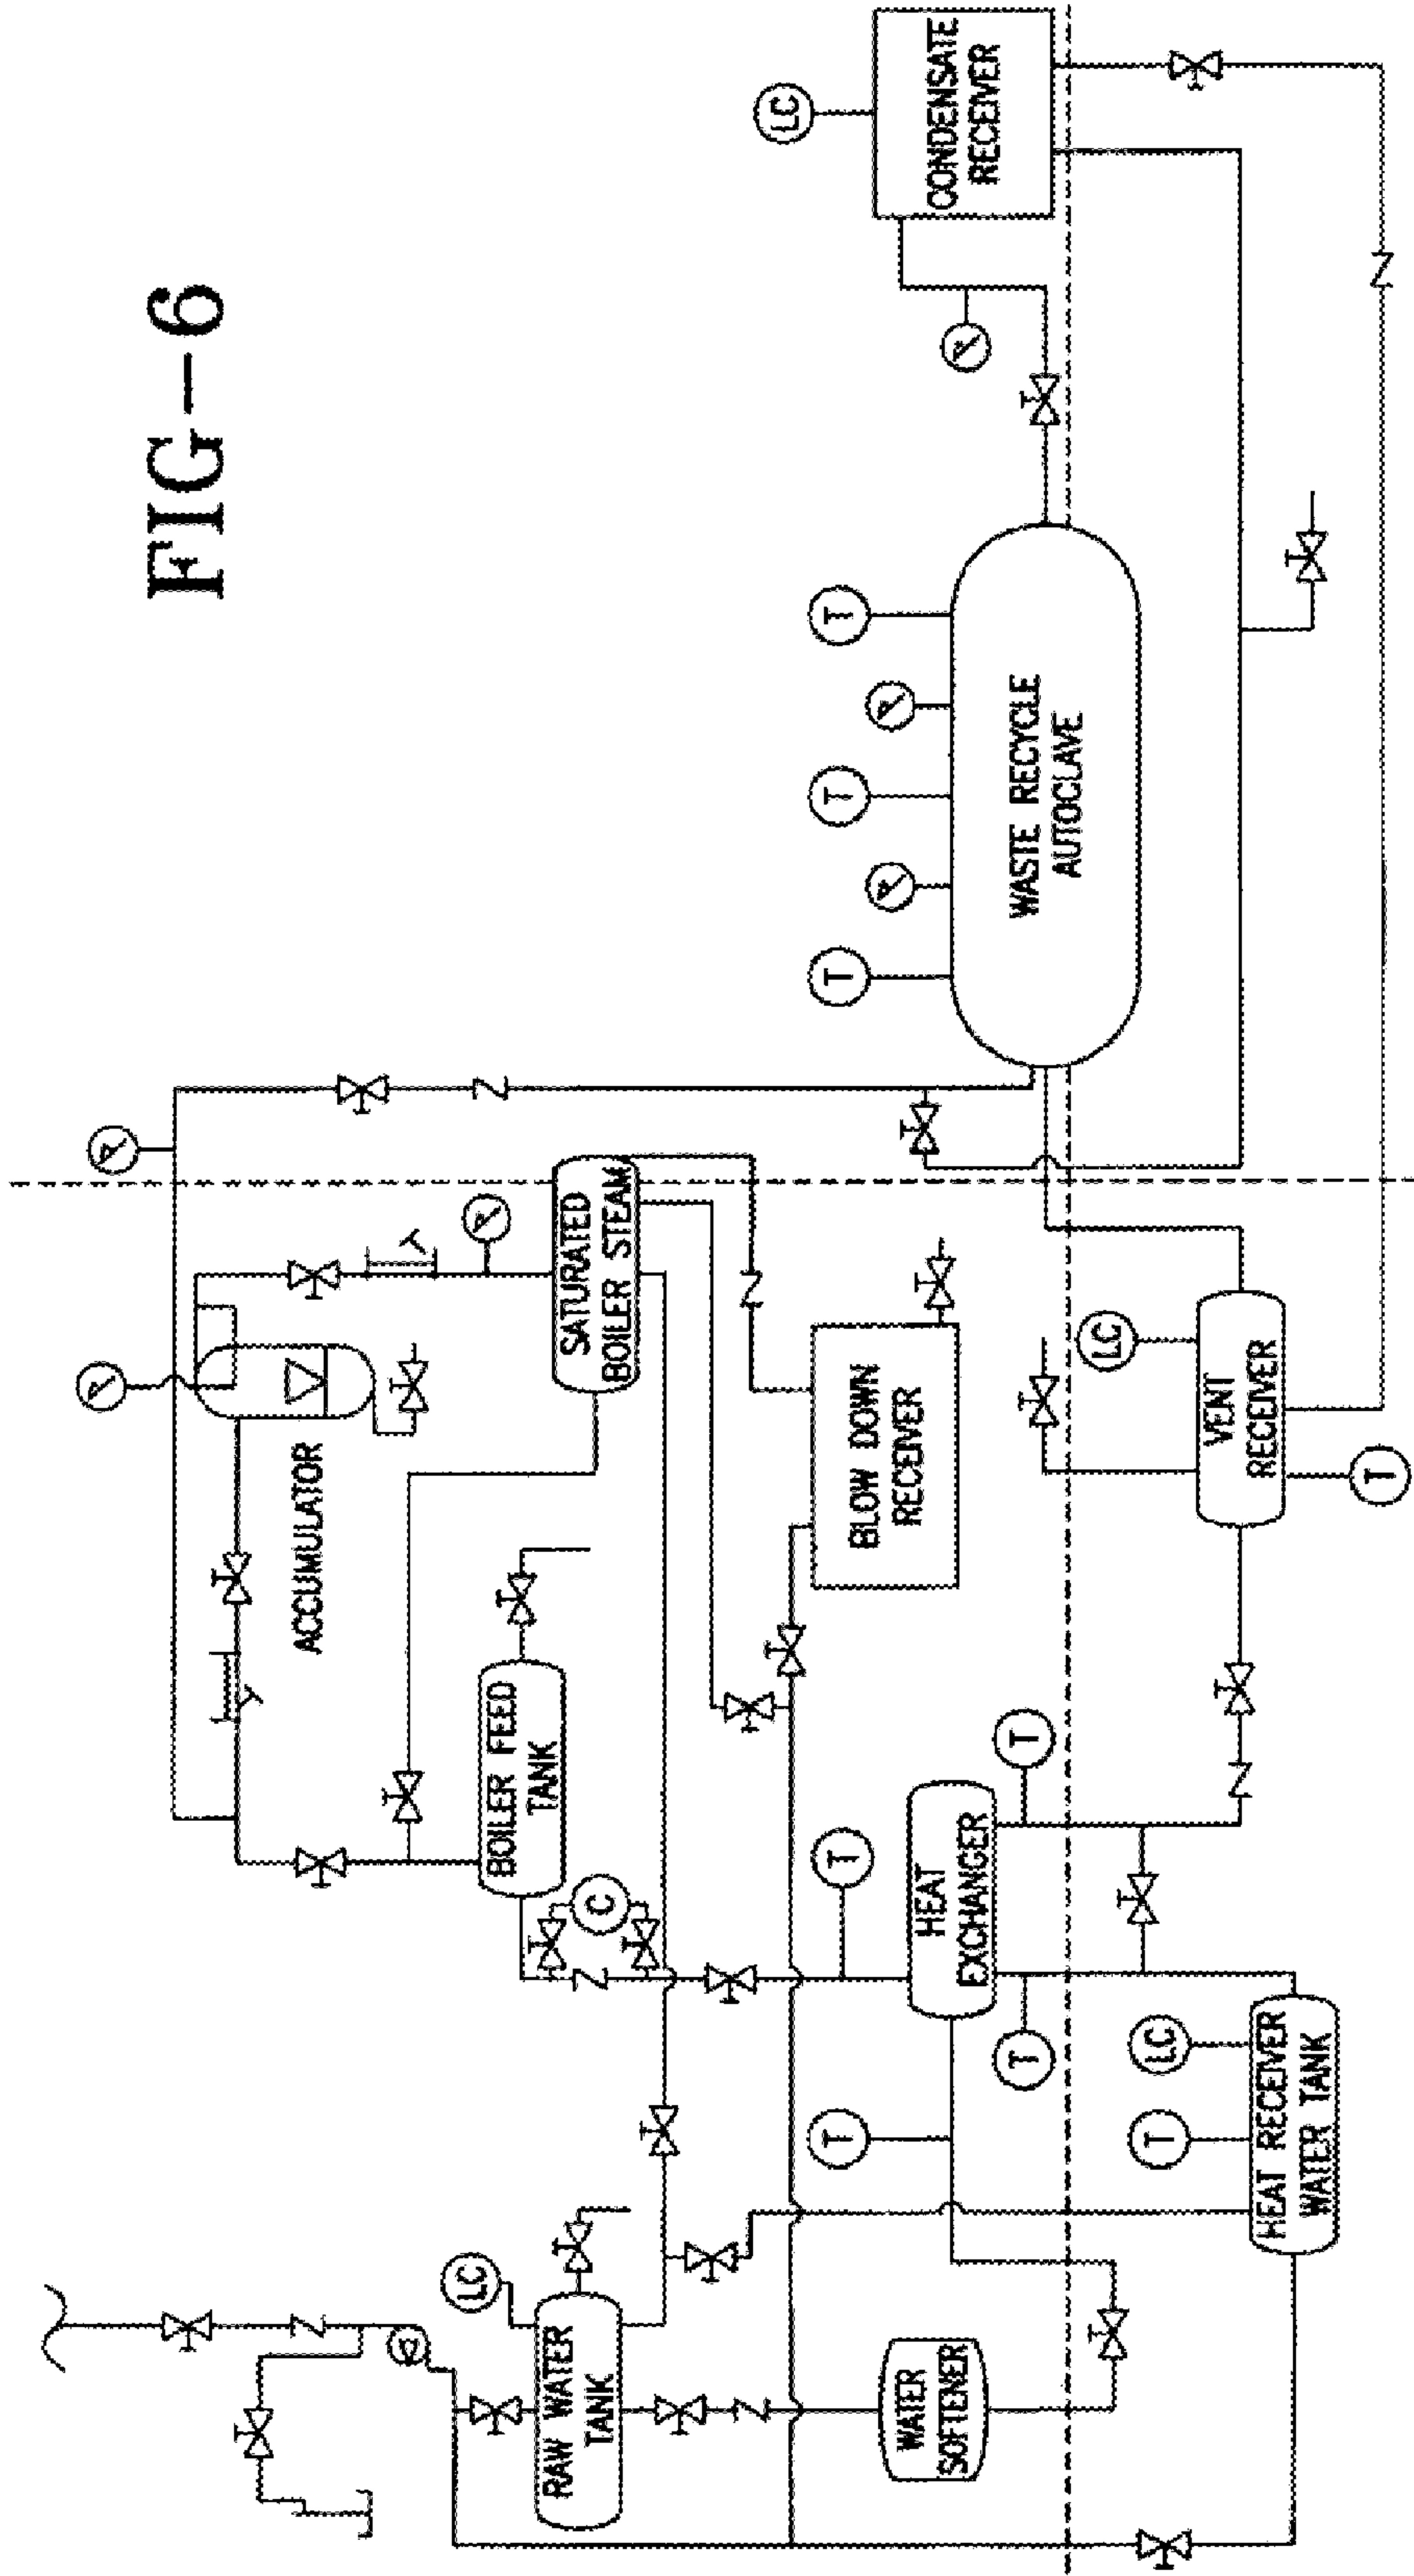 P
P
FIG-6
ACCUMULATOR
LC
P
BOILER FEED
TANK
RAW WATER
TANK
SATURATED
BOILER STEAM
C
LC
T
T
T
P
T
P
T
BLOW DOWN
RECEIVER
WATER
SOFTENER
HEAT
EXCHANGER
CONDENSATE
RECEIVER
P
WASTE RECYCLE
AUTOCLAVE
T
T
LC
T
LC
VENT
RECEIVER
HEAT RECEIVER
WATER TANK
T